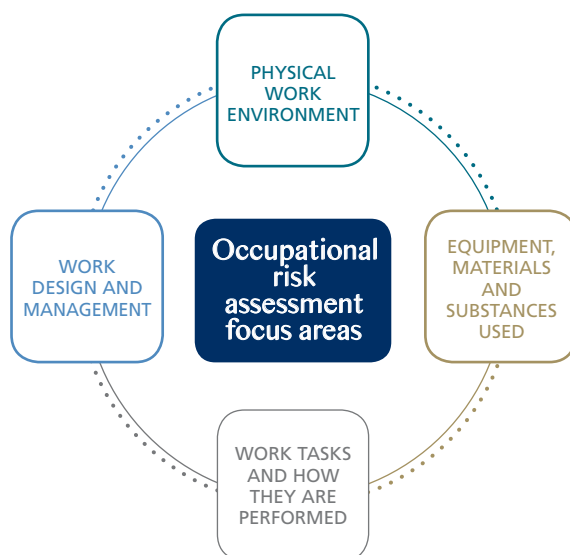 PHYSICAL
WORK
ENVIRONMENT
WORK
DESIGN AND
MANAGEMENT
Occupational
risk
assessment
focus areas
EQUIPMENT,
MATERIALS
AND
SUBSTANCES
USED
WORK TASKS
AND HOW
THEY ARE
PERFORMED